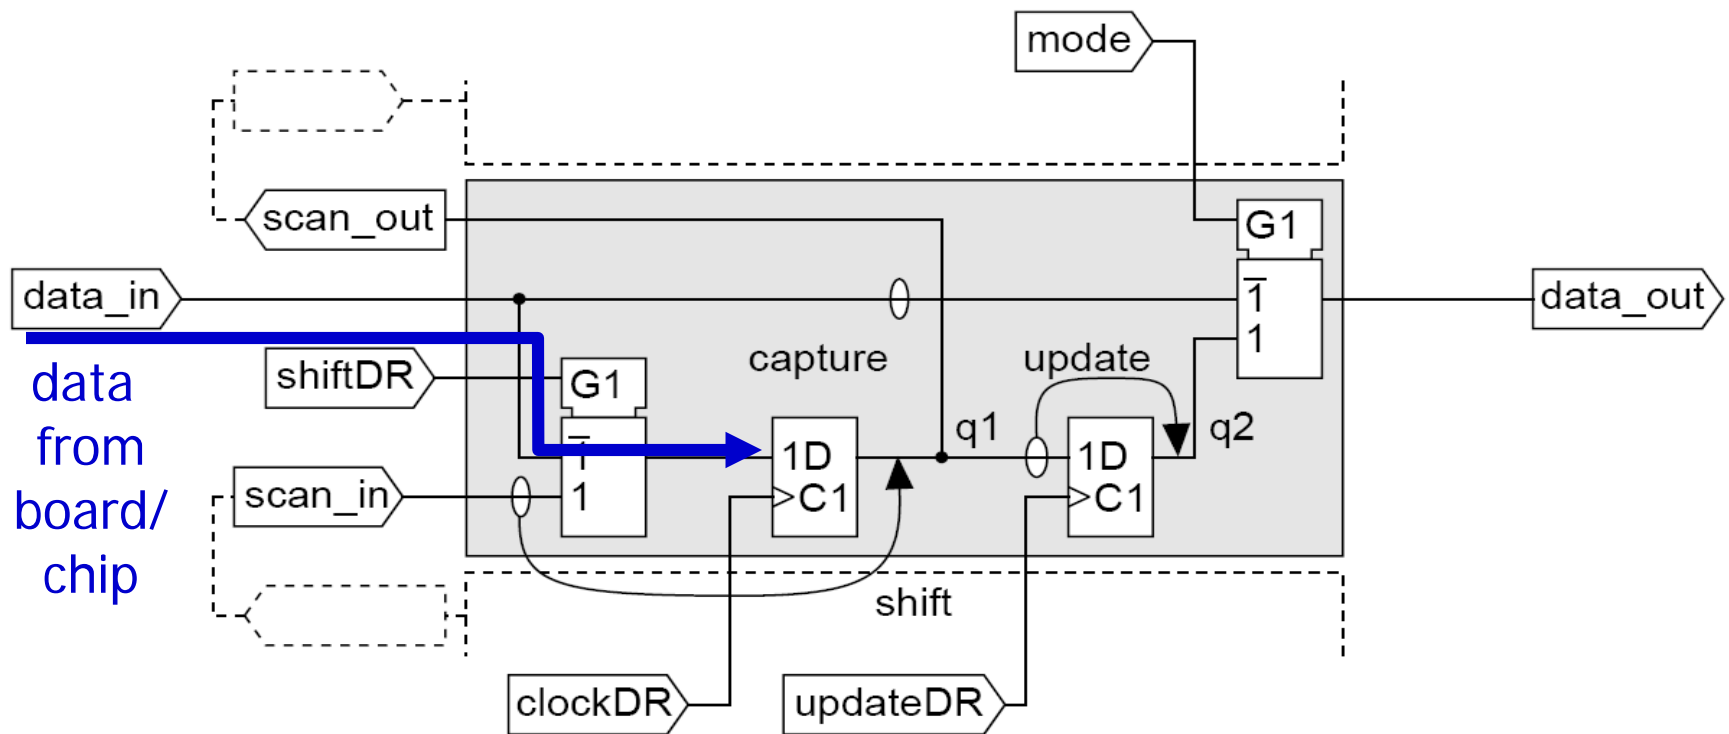 mode
scan_out
G1
data_in
1̅
data_out
1
capture
update
shiftDR
G1
data
from
board/
chip
q1
q2
1̅
1D
1D
scan_in
1
C1
C1
shift
clockDR
updateDR